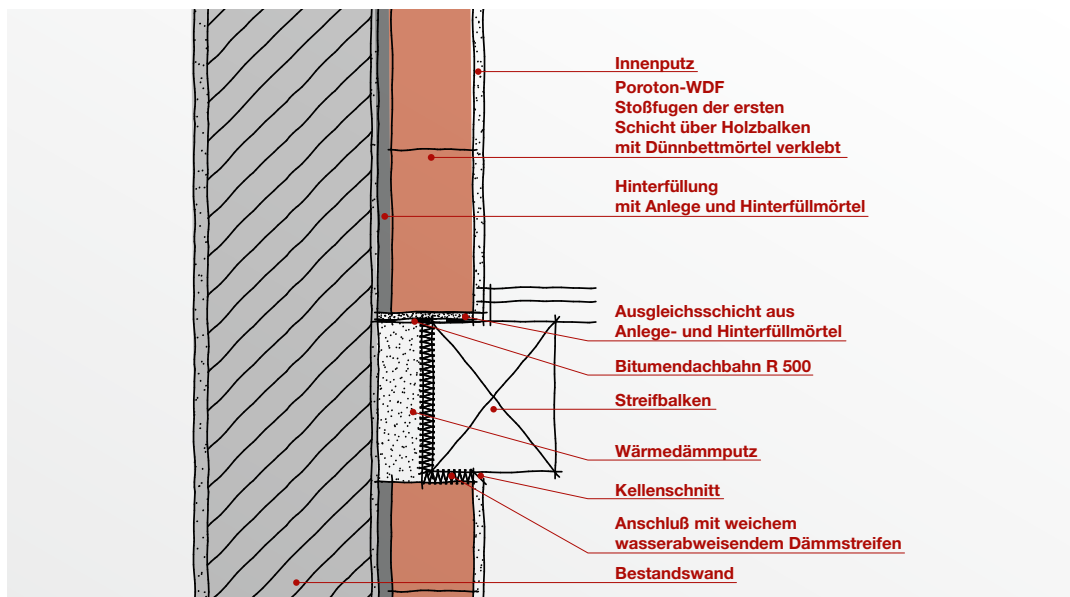 Innenputz
Poroton-WDF
Stoßfugen der ersten
Schicht über Holzbalken
mit Dünnbettmörtel verklebt
Hinterfüllung
mit Anlege und Hinterfüllmörtel
Ausgleichsschicht aus
Anlege- und Hinterfüllmörtel
Bitumendachbahn R 500
Streifbalken
Wärmedämmputz
Kellenschnitt
Anschluß mit weichem
wasserabweisendem Dämmstreifen
Bestandswand